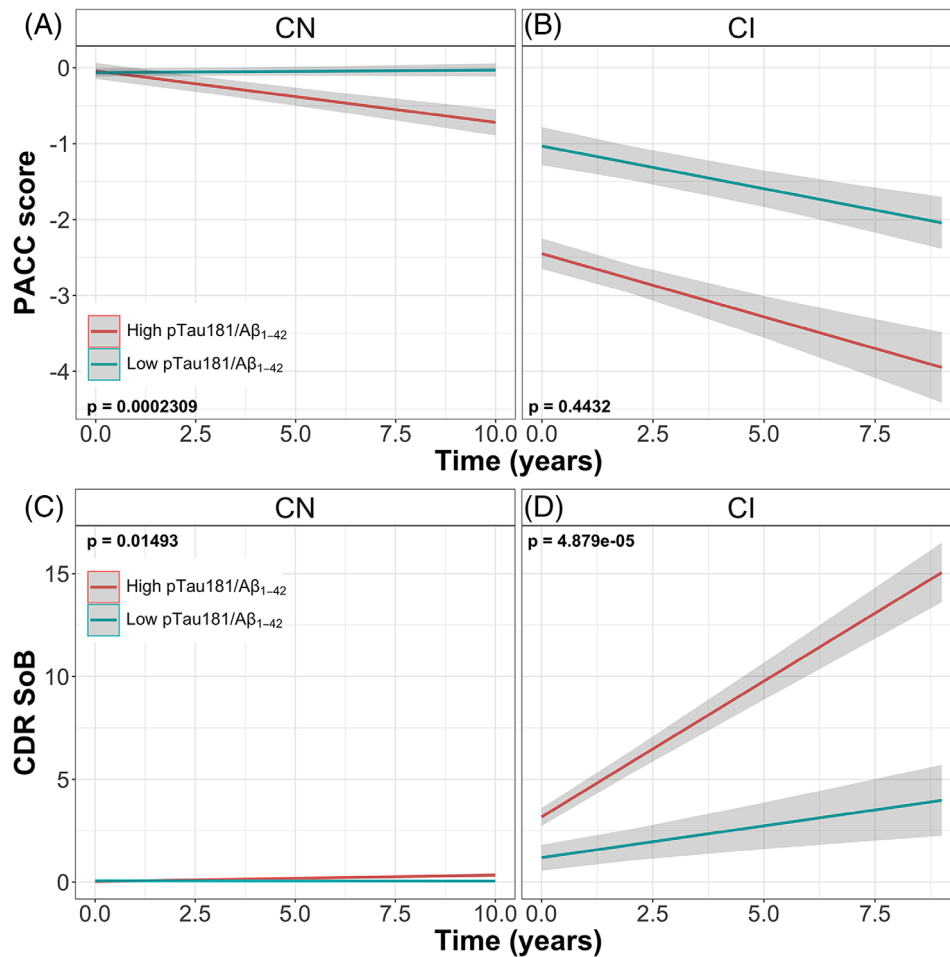 (A)
CN
(B)
CI
PACC score
0
-1
-2
-3
-4
High pTau181/Aβ1−42
Low pTau181/Aβ1−42
p = 0.0002309
p = 0.4432
0.0 2.5 5.0 7.5 10.0
0.0 2.5 5.0 7.5
Time (years)
(C)
CN
(D)
CI
CDR SoB
p = 0.01493
p = 4.879e-05
High pTau181/Aβ1−42
Low pTau181/Aβ1−42
15
10
5
0
0.0 2.5 5.0 7.5 10.0
0.0 2.5 5.0 7.5
Time (years)